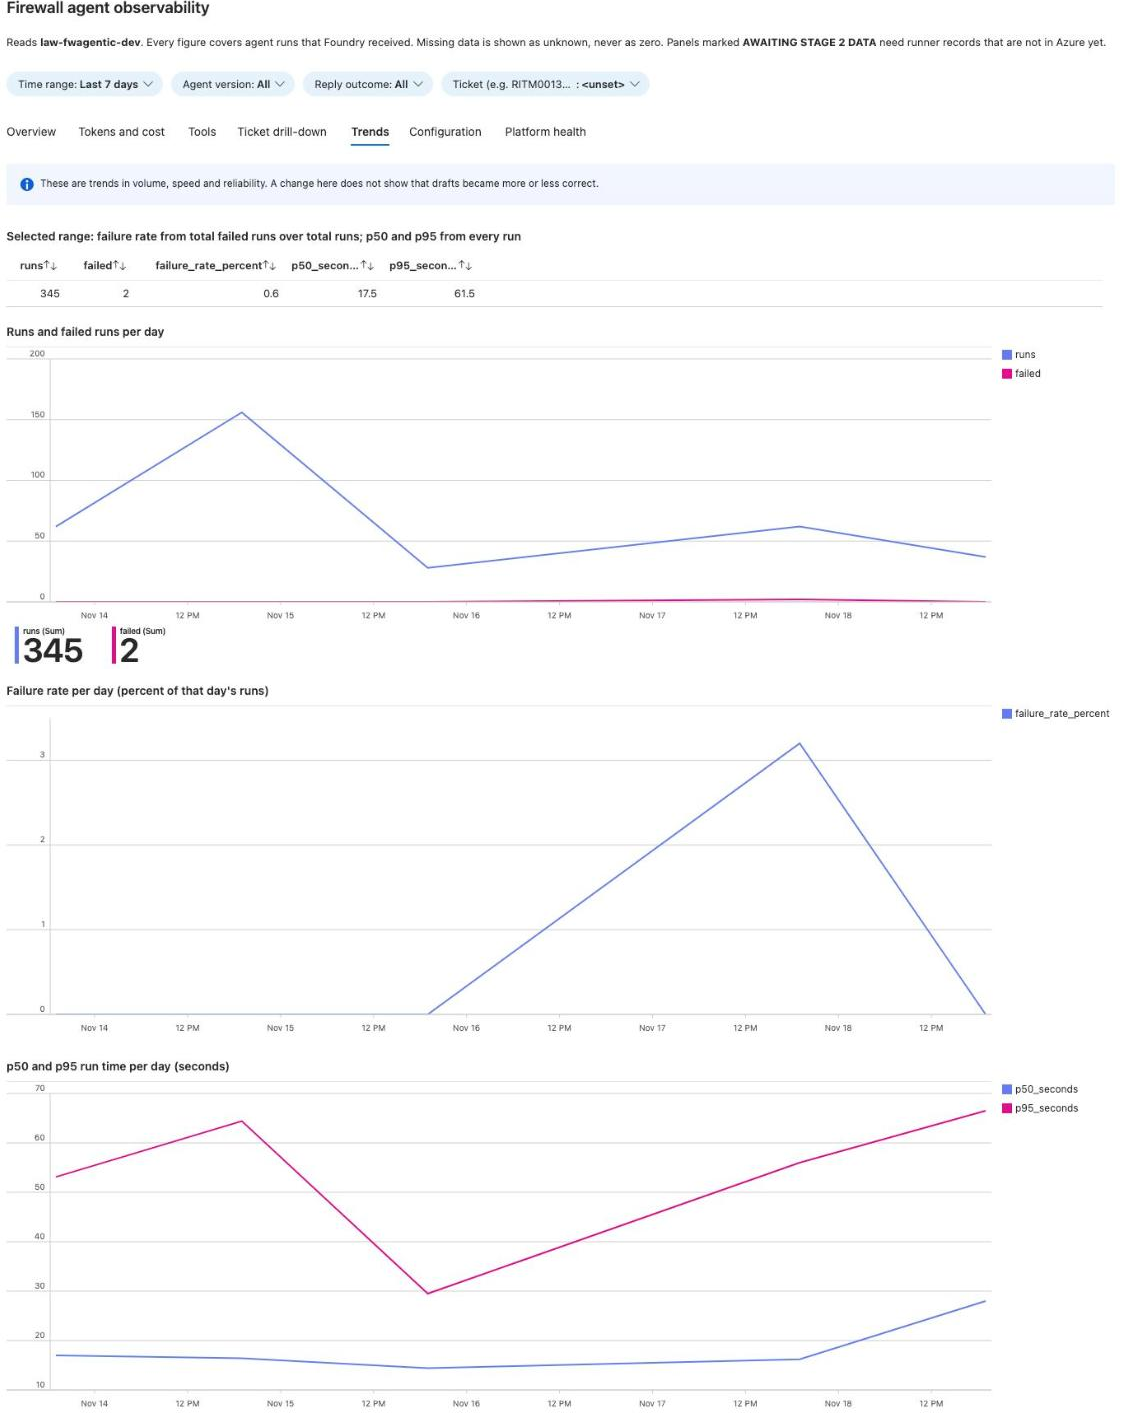 Firewall agent observability
Reads law-fwagentic-dev. Every figure covers agent runs that Foundry received. Missing data is shown as unknown, never as zero. Panels marked AWAITING STAGE 2 DATA need runner records that are not in Azure yet.
Time range: Last 7 days
Agent version: All
Reply outcome: All
Ticket (e.g. RITM0013... : <unset>
Overview Tokens and cost Tools Ticket drill-down Trends Configuration Platform health
These are trends in volume, speed and reliability. A change here does not show that drafts became more or less correct.
Selected range: failure rate from total failed runs over total runs; p50 and p95 from every run
runs↑↓ failed↑↓ failure_rate_percent↑↓ p50_secon...↑↓ p95_secon...↑↓
345 2 0.6 17.5 61.5
Runs and failed runs per day
200
150
100
50
0
Nov 14 12 PM Nov 15 12 PM Nov 16 12 PM Nov 17 12 PM Nov 18 12 PM
runs
failed
runs (Sum) failed (Sum)
345 2
Failure rate per day (percent of that day's runs)
3
2
1
0
Nov 14 12 PM Nov 15 12 PM Nov 16 12 PM Nov 17 12 PM Nov 18 12 PM
failure_rate_percent
p50 and p95 run time per day (seconds)
70
60
50
40
30
20
10
Nov 14 12 PM Nov 15 12 PM Nov 16 12 PM Nov 17 12 PM Nov 18 12 PM
p50_seconds
p95_seconds